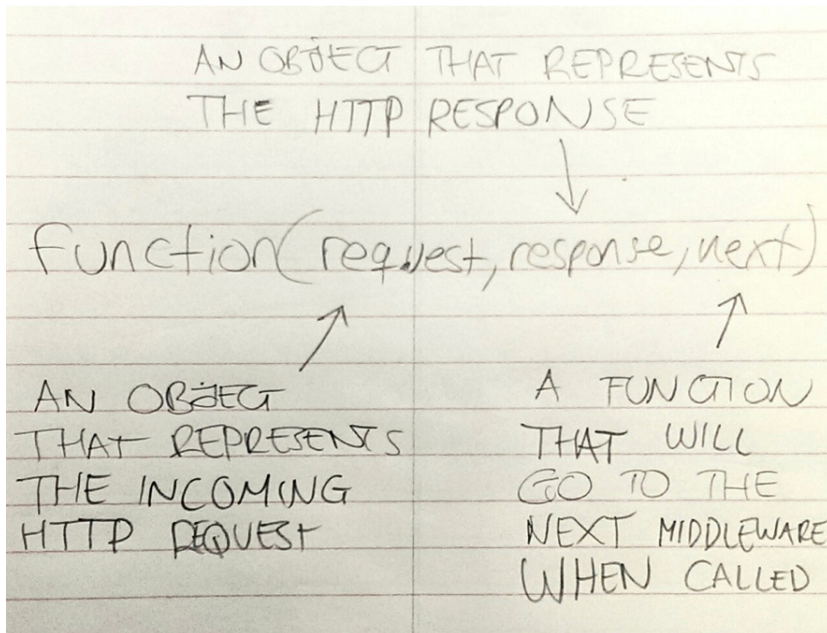 AN OBJECT THAT REPRESENTS
THE HTTP RESPONSE
function(request, response, next)
AN OBJECT
THAT REPRESENTS
THE INCOMING
HTTP REQUEST
A FUNCTION
THAT WILL
GO TO THE
NEXT MIDDLEWARE
WHEN CALLED